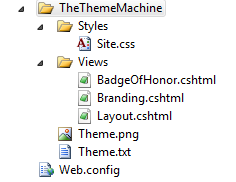 TheThemeMachine
Styles
Site.css
Views
BadgeOfHonor.cshtml
Branding.cshtml
Layout.cshtml
Theme.png
Theme.txt
Web.config